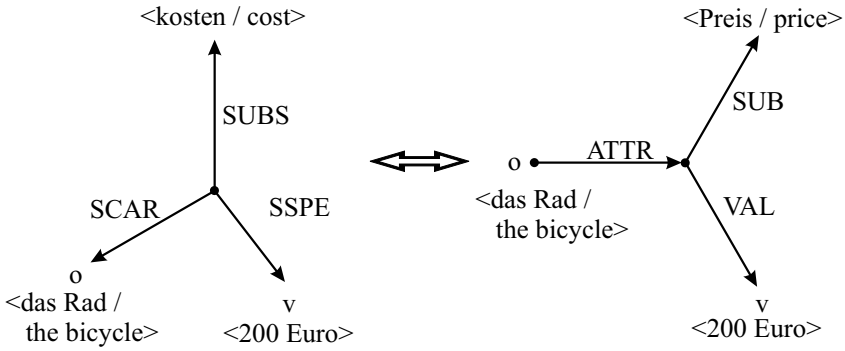 <kosten / cost>
SUBS
SCAR
SSPE
o
<das Rad /
the bicycle>
v
<200 Euro>
<Preis / price>
SUB
o
ATTR
<das Rad /
the bicycle>
VAL
v
<200 Euro>